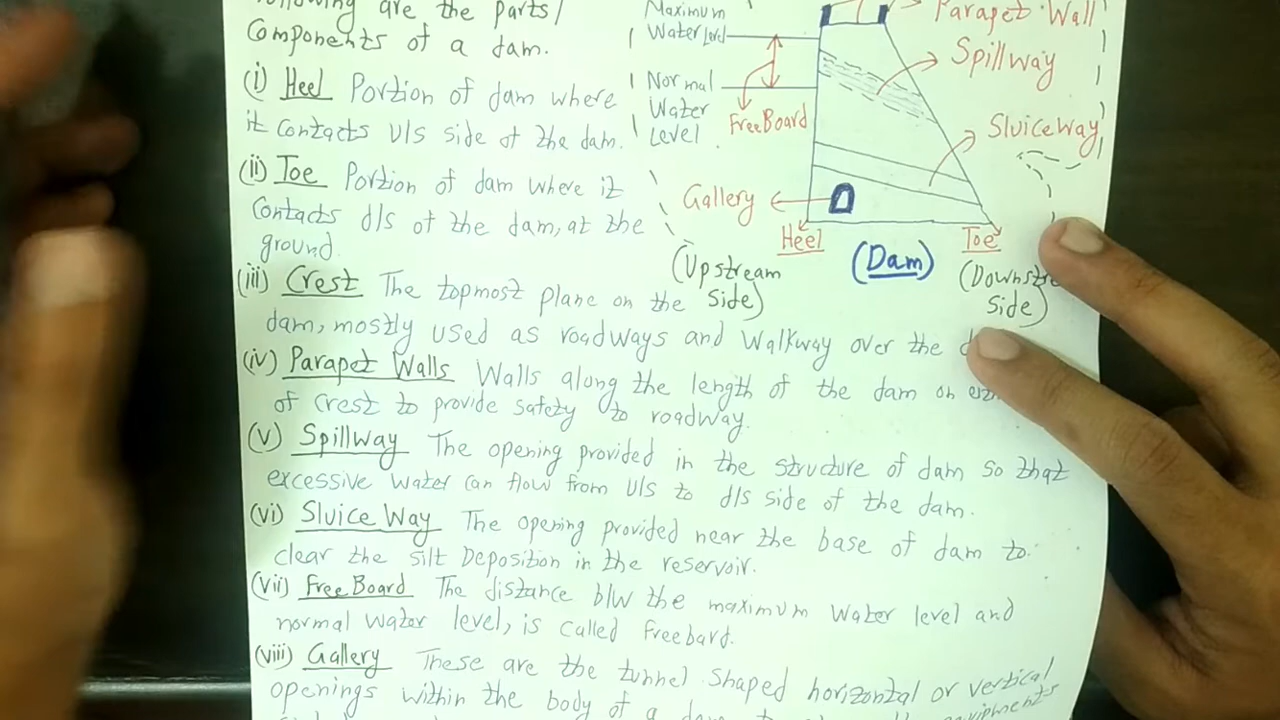 are the parts/
Components of a dam.
(i) Heel Portion of dam where
it contacts U/S side of the dam.
(ii) Toe Portion of dam where it
contacts d/s of the dam, at the
ground.
(iii) Crest The topmost plane on the
dam, mostly used as roadways and Walkway over the
(iv) Parapet Walls Walls along the length of the dam on
of Crest to provide safety to roadway.
(v) Spillway The opening provided in the structure of dam so that
excessive water can flow from U/S to d/s side of the dam.
(vi) Sluice Way The opening provided near the base of dam to
clear the silt Deposition in the reservoir.
(vii) Free Board The distance b/w the maximum water level and
normal water level, is called freebard.
(viii) Gallery These are the tunnel shaped horizontal or vertical
openings within the body of a
Maximum
Water Level
Normal
Water
Level
FreeBoard
Parapet Wall
Spillway
Sluiceway
Gallery
Heel
(Dam)
Toe
(Upstream
Side)
(Downstre
Side)